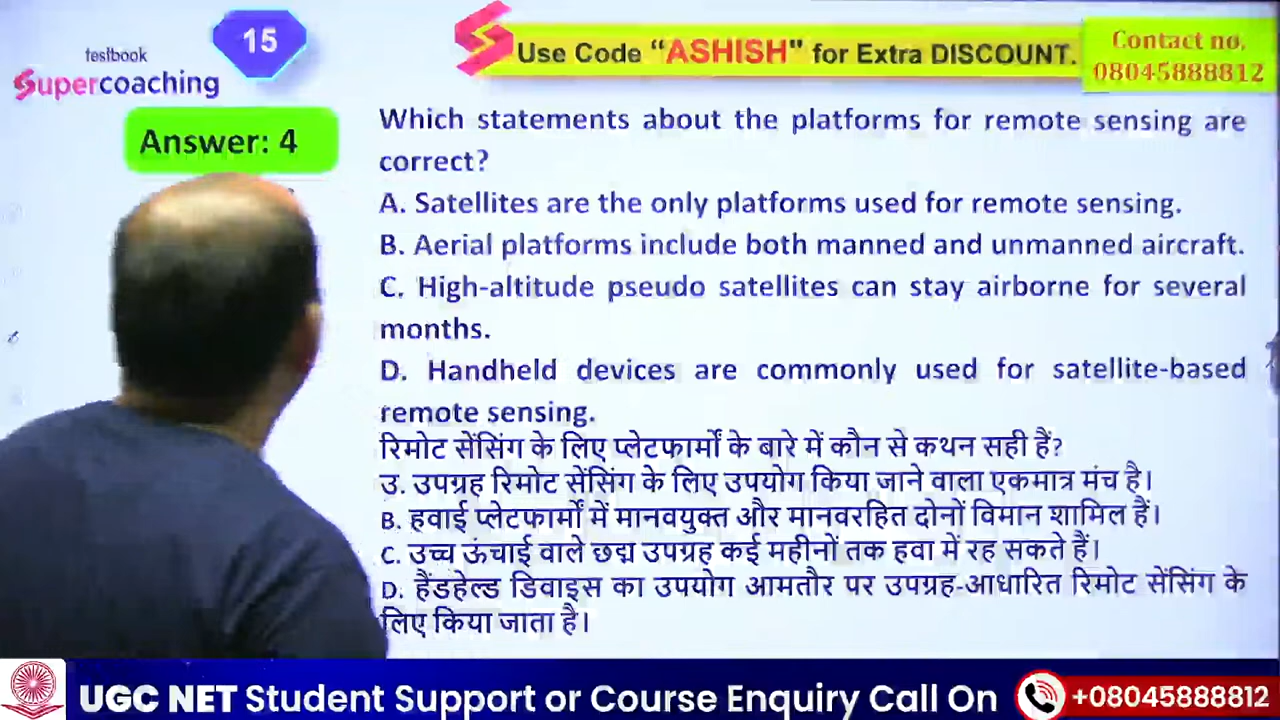 testbook
Supercoaching
15
Use Code “ASHISH" for Extra DISCOUNT.
Contact no.
08045888812
Answer: 4
Which statements about the platforms for remote sensing are
correct?
A. Satellites are the only platforms used for remote sensing.
B. Aerial platforms include both manned and unmanned aircraft.
C. High-altitude pseudo satellites can stay airborne for several
months.
D. Handheld devices are commonly used for satellite-based
remote sensing.
रिमोट सेंसिंग के लिए प्लेटफार्मों के बारे में कौन से कथन सही हैं?
उ. उपग्रह रिमोट सेंसिंग के लिए उपयोग किया जाने वाला एकमात्र मंच है।
B. हवाई प्लेटफार्मों में मानवयुक्त और मानवरहित दोनों विमान शामिल हैं।
C. उच्च ऊंचाई वाले छद्म उपग्रह कई महीनों तक हवा में रह सकते हैं।
D. हैंडहेल्ड डिवाइस का उपयोग आमतौर पर उपग्रह-आधारित रिमोट सेंसिंग के
लिए किया जाता है।
UGC NET Student Support or Course Enquiry Call On
+08045888812